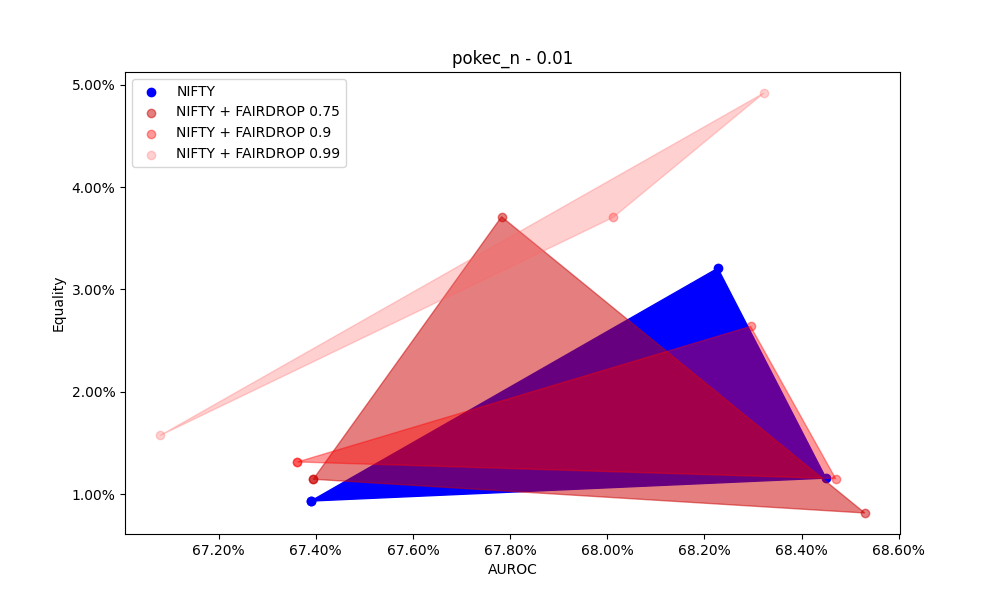 pokec_n - 0.01
5.00%
4.00%
3.00%
2.00%
1.00%
Equality
NIFTY
NIFTY + FAIRDROP 0.75
NIFTY + FAIRDROP 0.9
NIFTY + FAIRDROP 0.99
67.20%
67.40%
67.60%
67.80%
68.00%
68.20%
68.40%
68.60%
AUROC